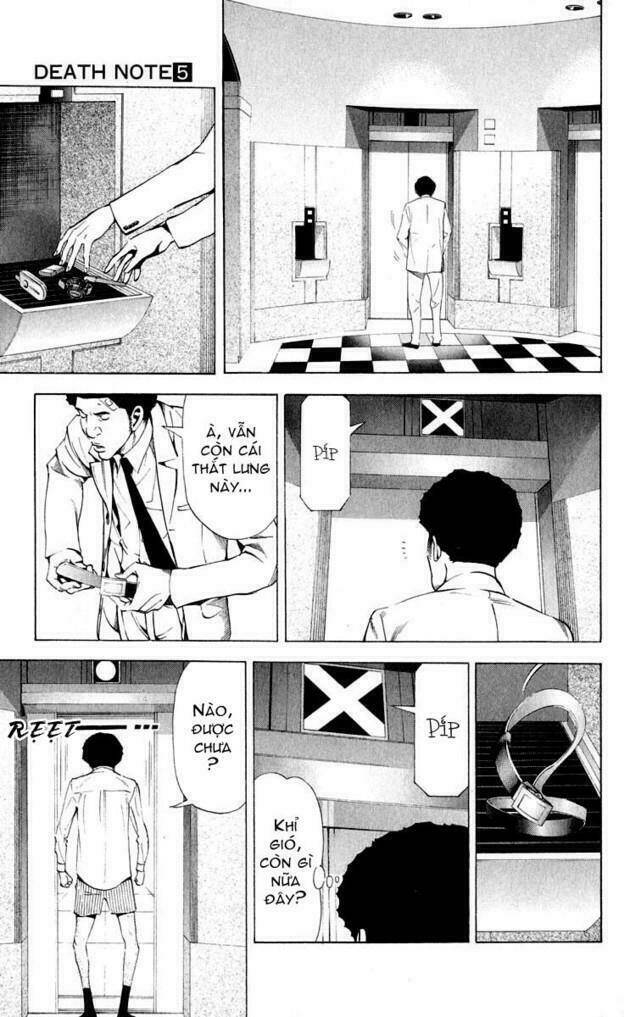 DEATH NOTE 5
PÍP
À, VẪN
CÒN CÁI
THẮT LƯNG
NÀY...
PÍP
KHỈ
GIÓ,
CÒN GÌ
NỮA
ĐÂY?
NÀO,
ĐƯỢC
CHƯA
?
RẸẸT ...